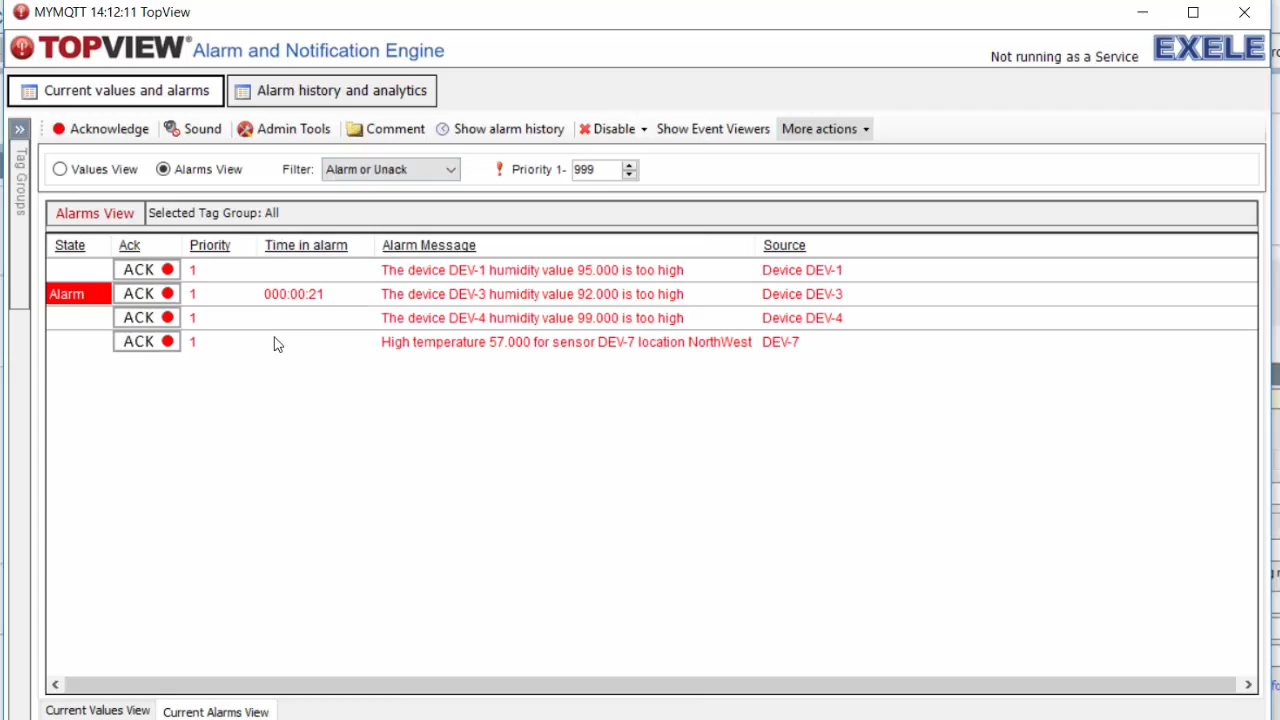 MYMQTT 14:12:11 TopView
TOPVIEW® Alarm and Notification Engine
Not running as a Service EXELE
Current values and alarms Alarm history and analytics
» Acknowledge Sound Admin Tools Comment Show alarm history Disable Show Event Viewers More actions
Tag Groups
Values View Alarms View Filter: Alarm or Unack Priority 1- 999
Alarms View Selected Tag Group: All
State Ack Priority Time in alarm Alarm Message Source
ACK 1 The device DEV-1 humidity value 95.000 is too high Device DEV-1
Alarm ACK 1 000:00:21 The device DEV-3 humidity value 92.000 is too high Device DEV-3
ACK 1 The device DEV-4 humidity value 99.000 is too high Device DEV-4
ACK 1 High temperature 57.000 for sensor DEV-7 location NorthWest DEV-7
Current Values View Current Alarms View